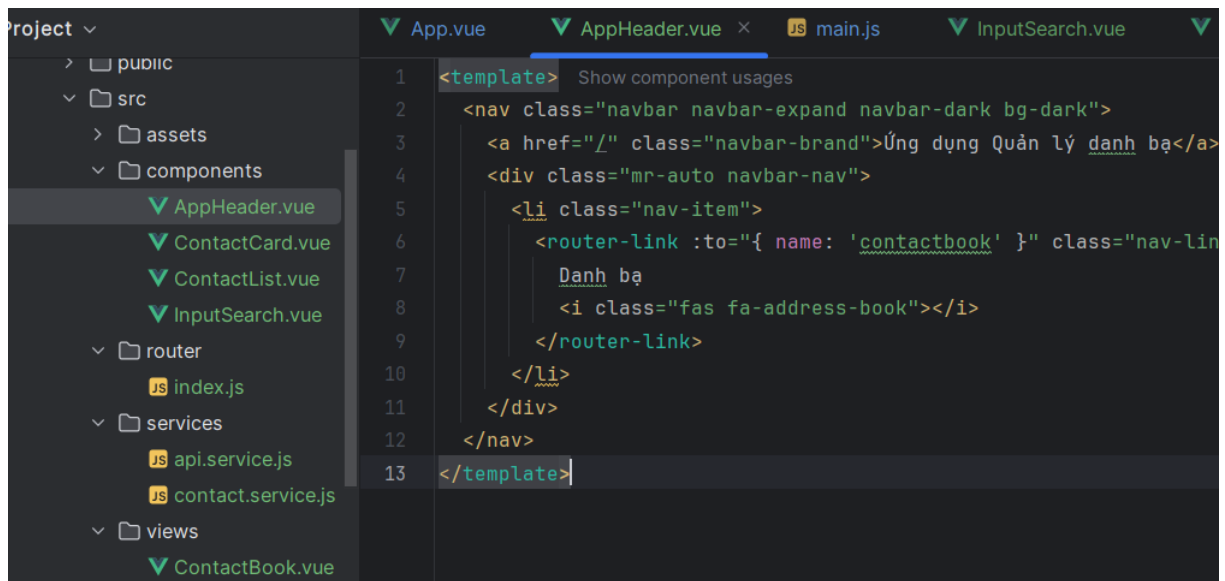 Project
App.vue
AppHeader.vue
main.js
InputSearch.vue
public
src
assets
components
AppHeader.vue
ContactCard.vue
ContactList.vue
InputSearch.vue
router
index.js
services
api.service.js
contact.service.js
views
ContactBook.vue
1 <template> Show component usages
2 <nav class="navbar navbar-expand navbar-dark bg-dark">
3 <a href="/" class="navbar-brand">Ứng dụng Quản lý danh bạ</a>
4 <div class="mr-auto navbar-nav">
5 <li class="nav-item">
6 <router-link :to="{ name: 'contactbook' }" class="nav-lin
7 Danh bạ
8 <i class="fas fa-address-book"></i>
9 </router-link>
10 </li>
11 </div>
12 </nav>
13 </template>